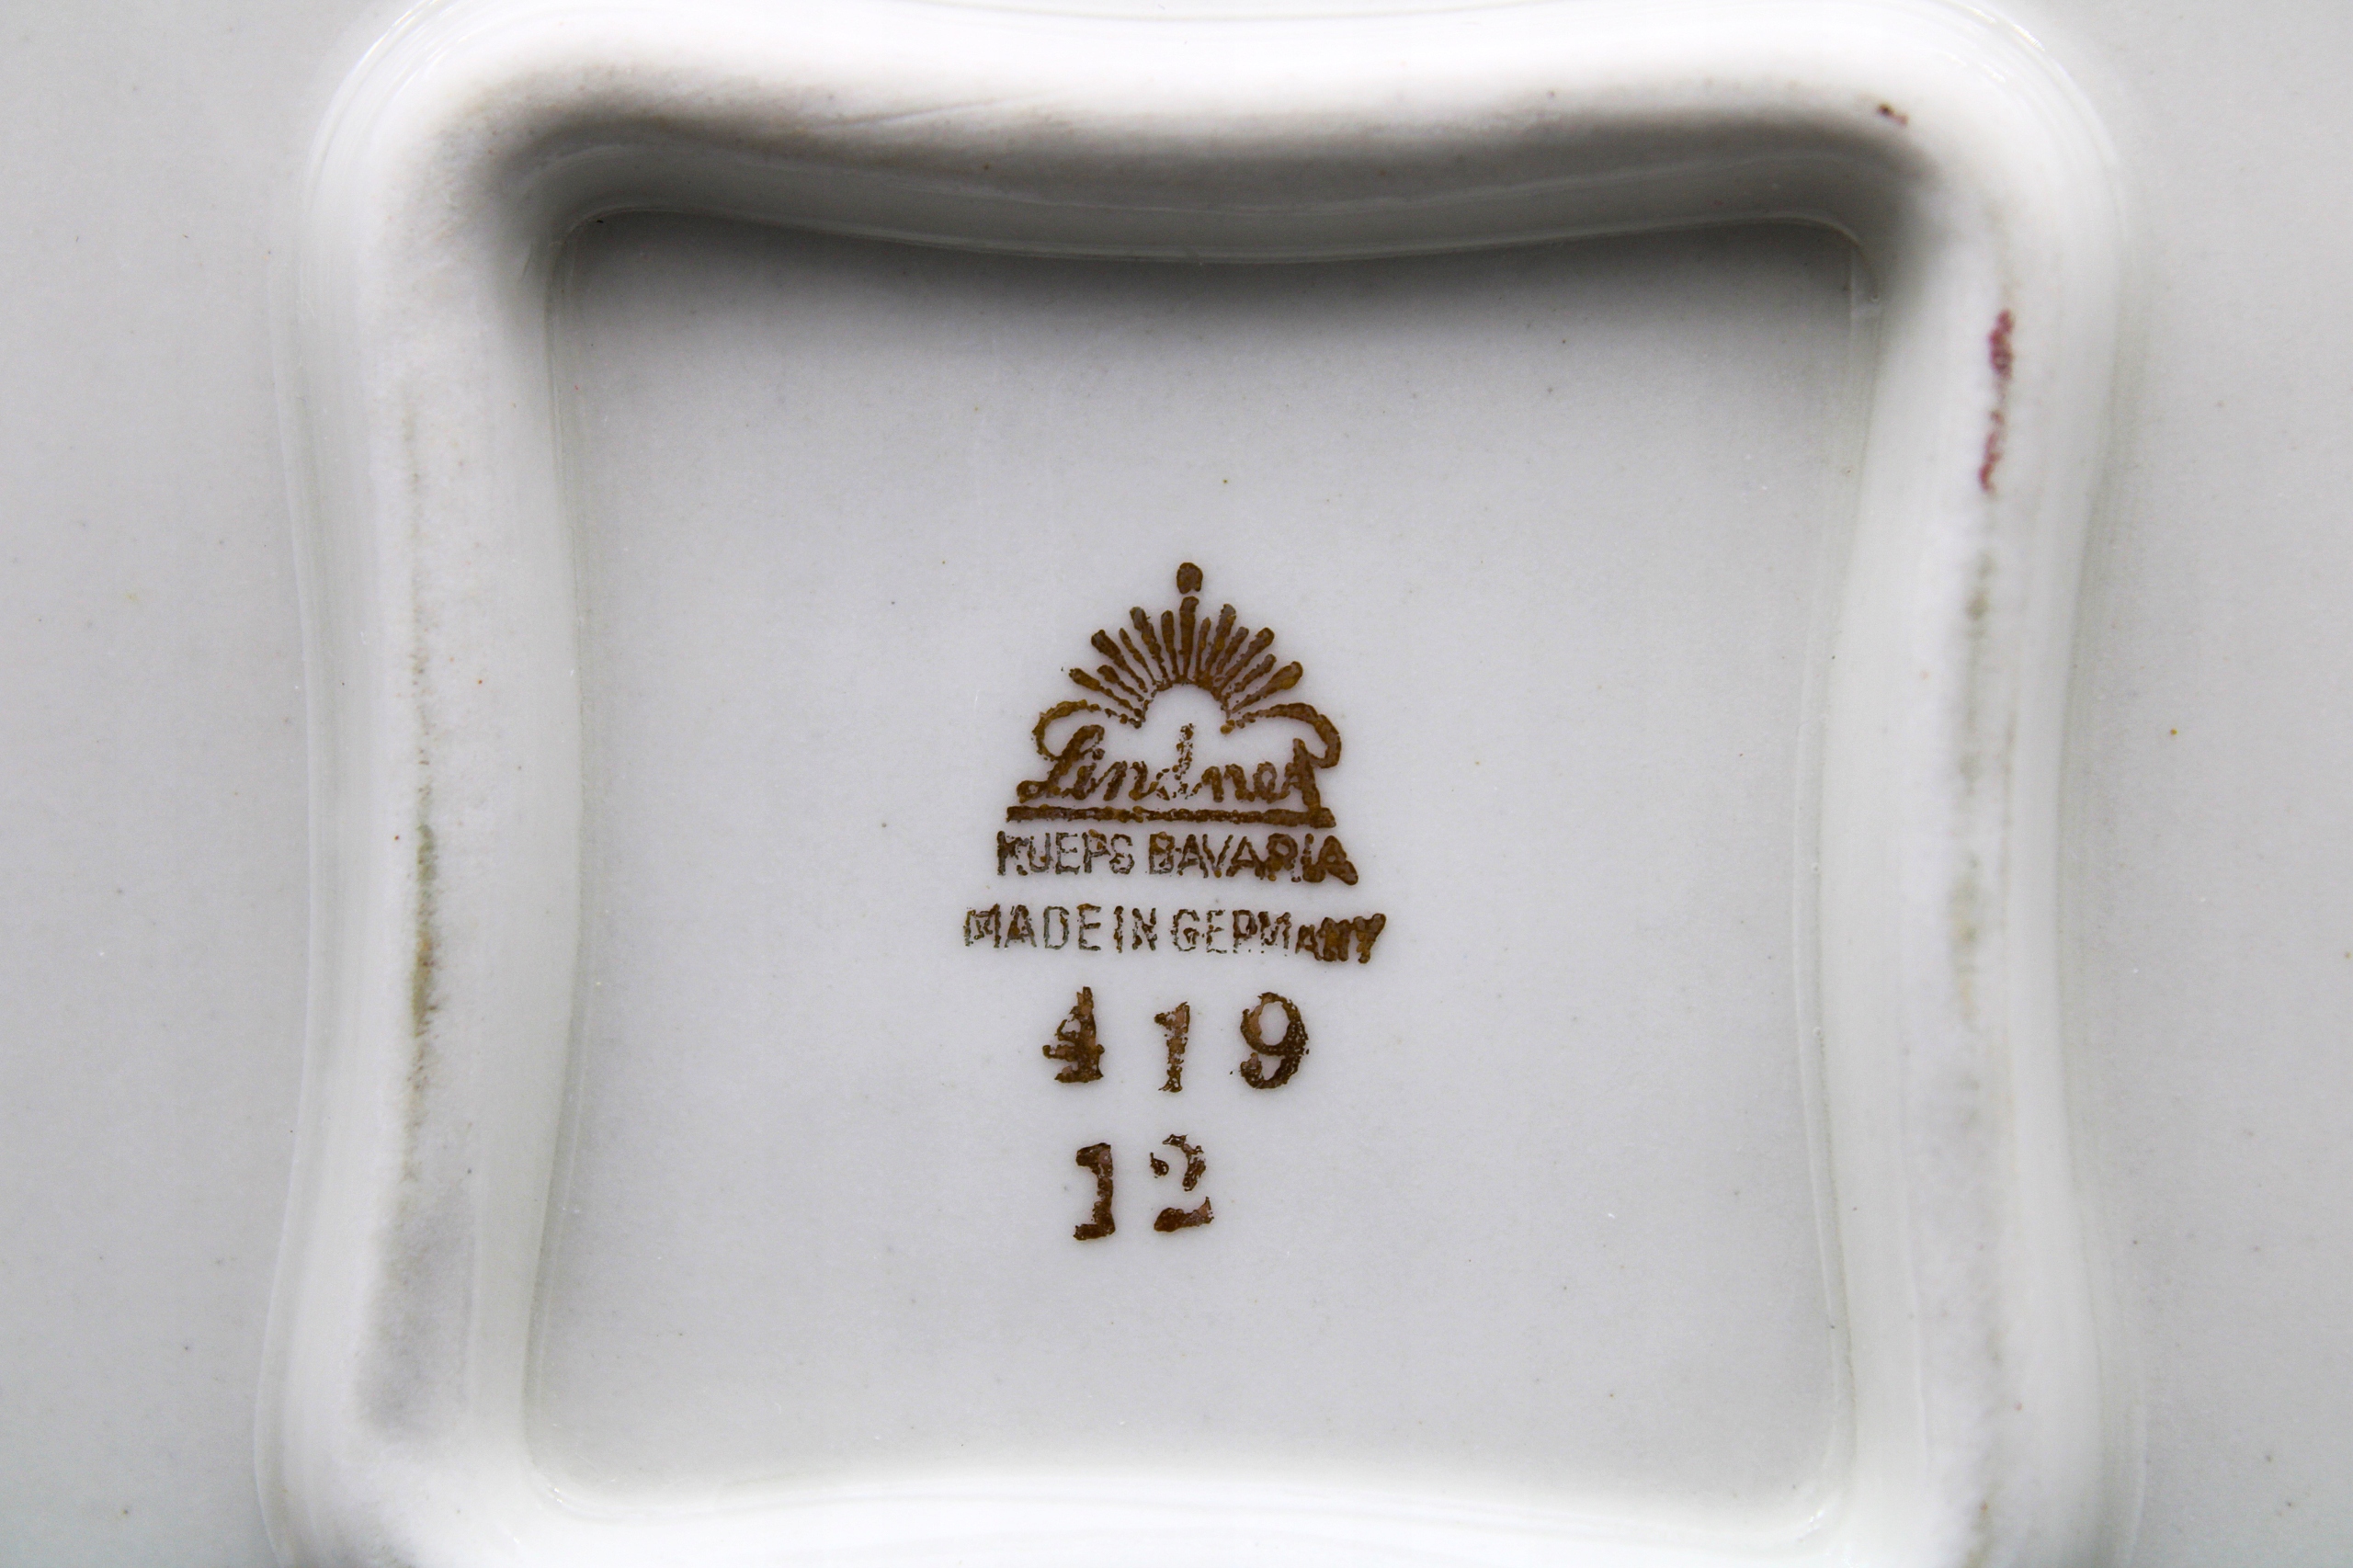 Lindner
KUEPS BAVARIA
MADE IN GERMANY
419
12